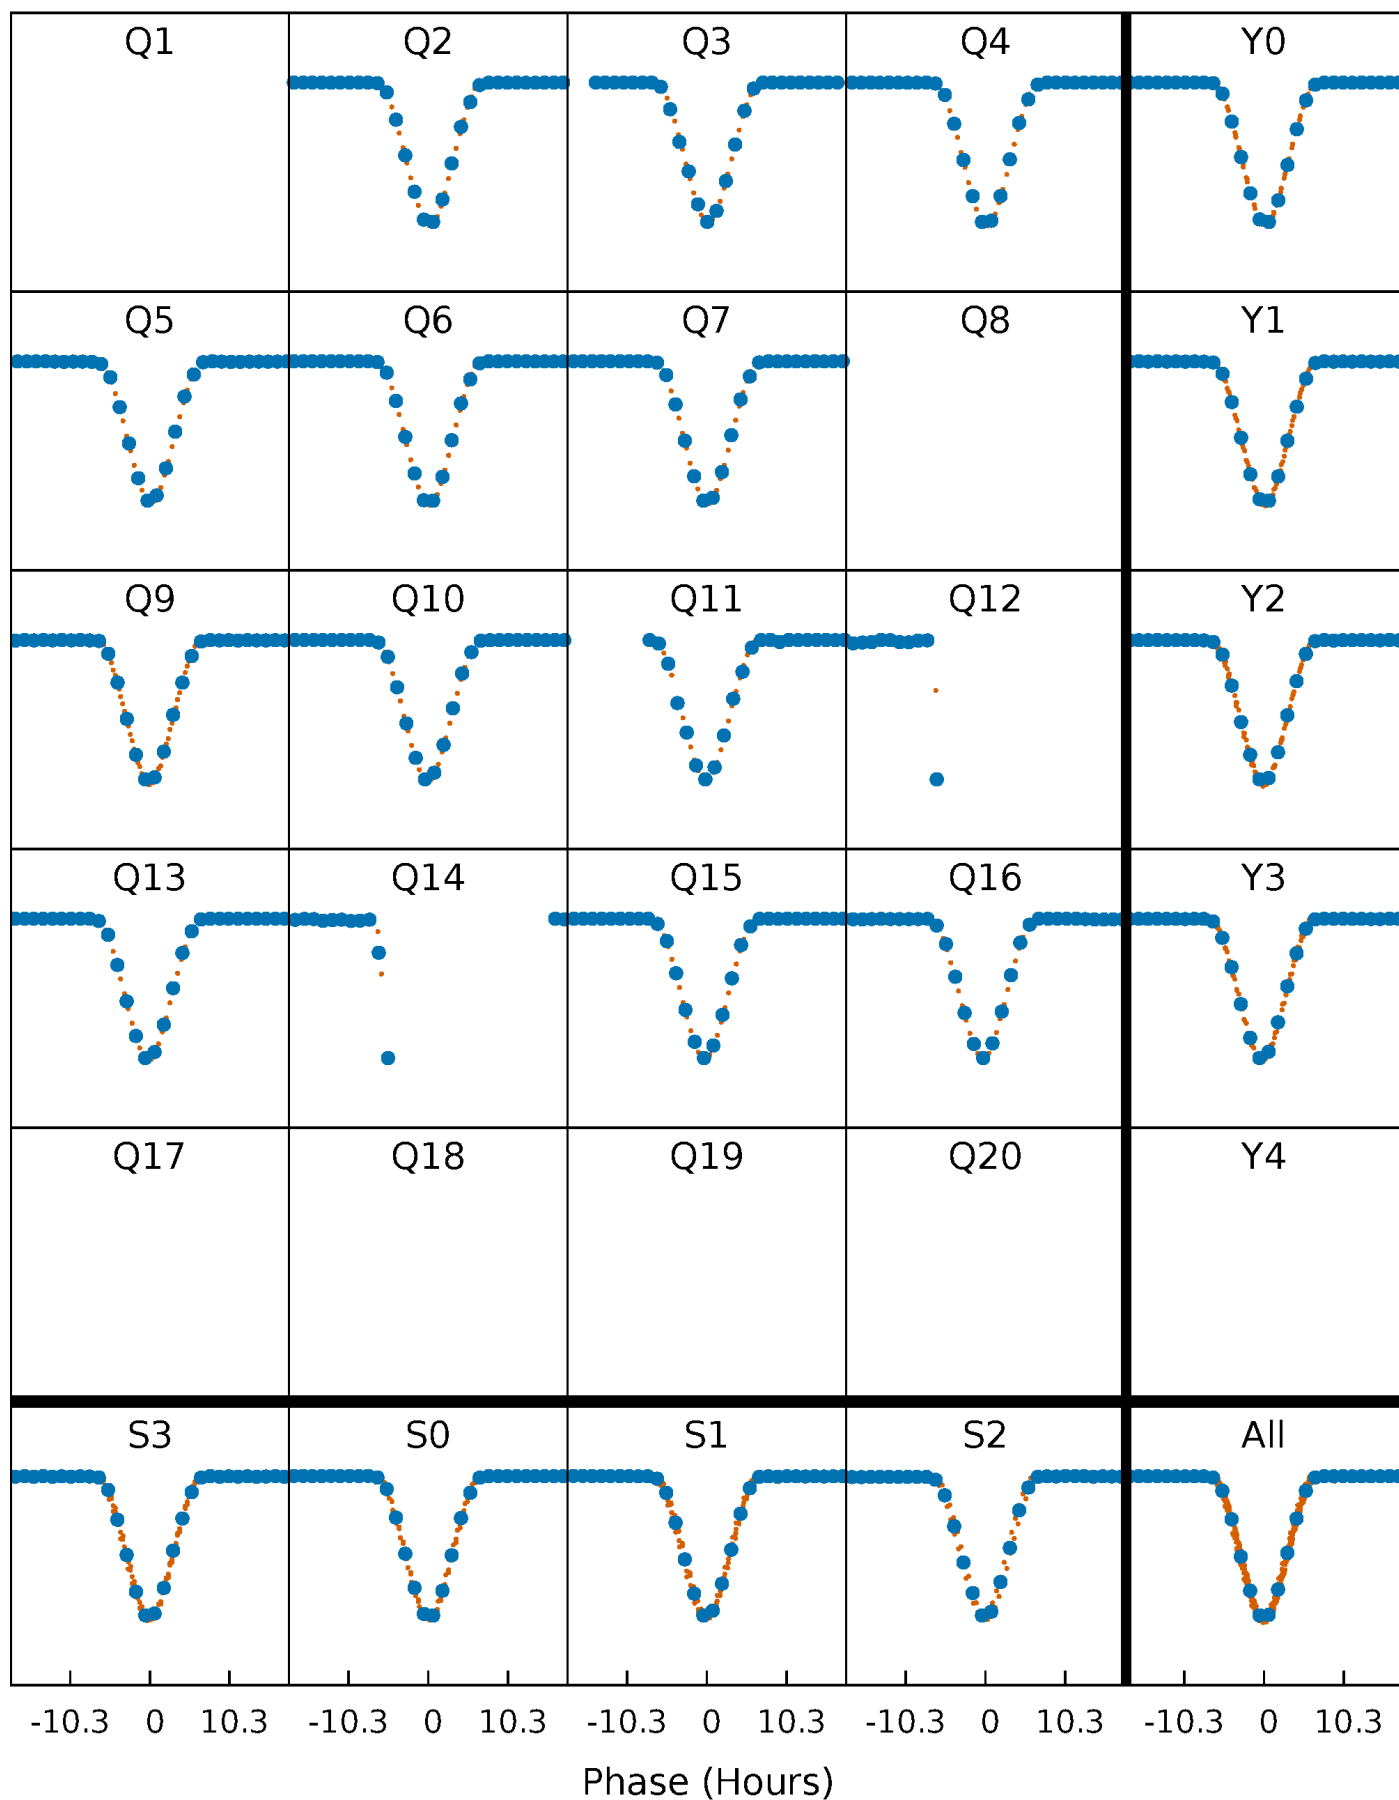 Q1 Q2 Q3 Q4 Y0
Q5 Q6 Q7 Q8 Y1
Q9 Q10 Q11 Q12 Y2
Q13 Q14 Q15 Q16 Y3
Q17 Q18 Q19 Q20 Y4
S3 S0 S1 S2 All
-10.3 0 10.3 -10.3 0 10.3 -10.3 0 10.3 -10.3 0 10.3 -10.3 0 10.3
Phase (Hours)